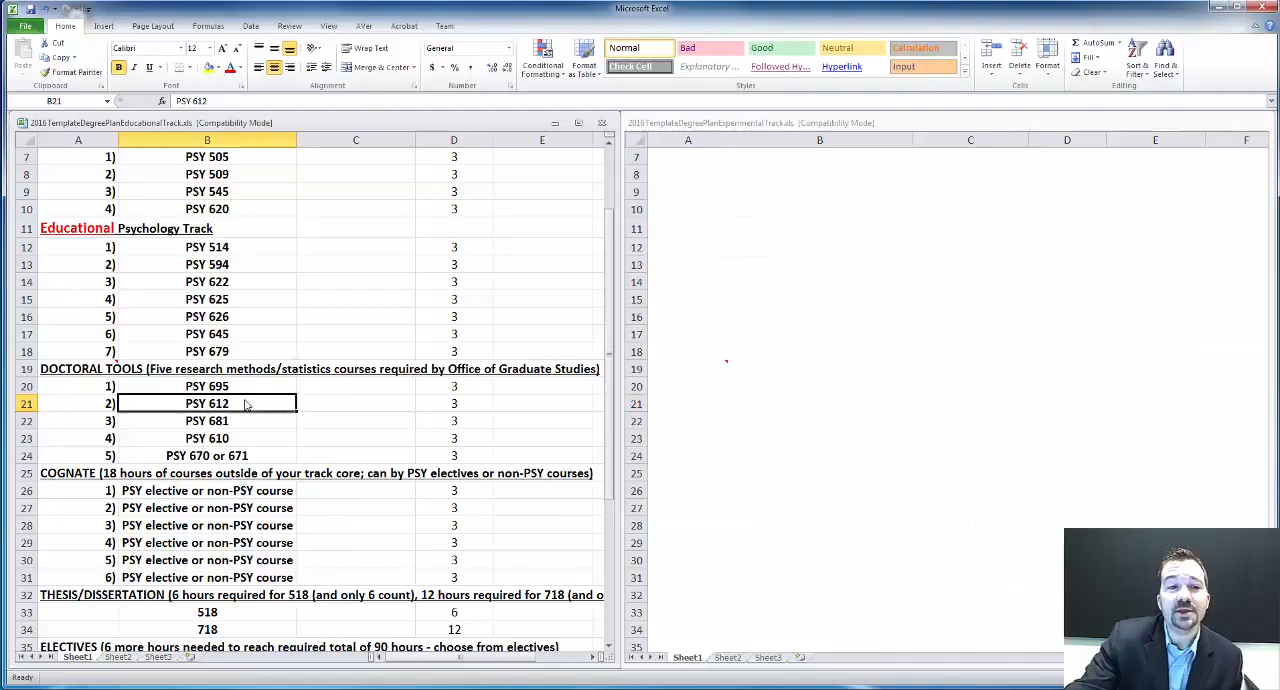 Microsoft Excel
File Home Insert Page Layout Formulas Data Review View AVer Acrobat Team
Cut
Copy
Format Painter
Paste
Clipboard
Calibri 12
B I U
Font
Wrap Text
Merge & Center
Alignment
General
$ % ,
Number
Conditional Formatting
Format as Table
Normal Bad Good Neutral Calculation
Check Cell Explanatory ... Followed Hy... Hyperlink Input
Styles
Insert Delete Format
Cells
AutoSum
Fill
Clear
Sort & Filter
Find & Select
Editing
B21 fx PSY 612
2016TemplateDegreePlanEducationalTrack.xls [Compatibility Mode]
A B C D E
7 1) PSY 505 3
8 2) PSY 509 3
9 3) PSY 545 3
10 4) PSY 620 3
11 Educational Psychology Track
12 1) PSY 514 3
13 2) PSY 594 3
14 3) PSY 622 3
15 4) PSY 625 3
16 5) PSY 626 3
17 6) PSY 645 3
18 7) PSY 679 3
19 DOCTORAL TOOLS (Five research methods/statistics courses required by Office of Graduate Studies)
20 1) PSY 695 3
21 2) PSY 612 3
22 3) PSY 681 3
23 4) PSY 610 3
24 5) PSY 670 or 671 3
25 COGNATE (18 hours of courses outside of your track core; can by PSY electives or non-PSY courses)
26 1) PSY elective or non-PSY course 3
27 2) PSY elective or non-PSY course 3
28 3) PSY elective or non-PSY course 3
29 4) PSY elective or non-PSY course 3
30 5) PSY elective or non-PSY course 3
31 6) PSY elective or non-PSY course 3
32 THESIS/DISSERTATION (6 hours required for 518 (and only 6 count), 12 hours required for 718 (and o
33 518 6
34 718 12
35 ELECTIVES (6 more hours needed to reach required total of 90 hours - choose from electives)
Sheet1 Sheet2 Sheet3
2016TemplateDegreePlanExperimentalTrack.xls [Compatibility Mode]
A B C D E F
7
8
9
10
11
12
13
14
15
16
17
18
19
20
21
22
23
24
25
26
27
28
29
30
31
32
33
34
35
Sheet1 Sheet2 Sheet3
Ready